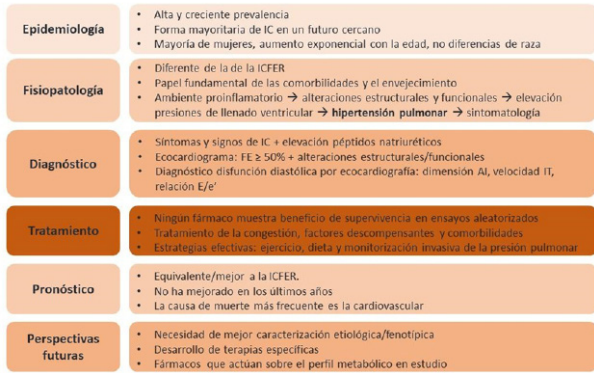 Epidemiología
• Alta y creciente prevalencia
• Forma mayoritaria de IC en un futuro cercano
• Mayoría de mujeres, aumento exponencial con la edad, no diferencias de raza
Fisiopatología
• Diferente de la de la ICFER
• Papel fundamental de las comorbilidades y el envejecimiento
• Ambiente proinflamatorio → alteraciones estructurales y funcionales → elevación
presiones de llenado ventricular → hipertensión pulmonar → sintomatología
Diagnóstico
• Síntomas y signos de IC + elevación péptidos natriuréticos
• Ecocardiograma: FE ≥ 50% + alteraciones estructurales/funcionales
• Diagnóstico disfunción diastólica por ecocardiografía: dimensión AI, velocidad IT,
relación E/e'
Tratamiento
• Ningún fármaco muestra beneficio de supervivencia en ensayos aleatorizados
• Tratamiento de la congestión, factores descompensantes y comorbilidades
• Estrategias efectivas: ejercicio, dieta y monitorización invasiva de la presión pulmonar
Pronóstico
• Equivalente/mejor a la ICFER.
• No ha mejorado en los últimos años
• La causa de muerte más frecuente es la cardiovascular
Perspectivas
futuras
• Necesidad de mejor caracterización etiológica/fenotípica
• Desarrollo de terapias específicas
• Fármacos que actúan sobre el perfil metabólico en estudio